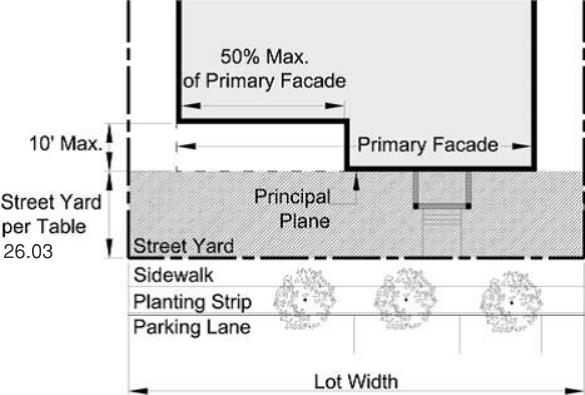 50% Max.
of Primary Facade
10' Max.
Primary Facade
Street Yard
per Table
26.03
Principal
Plane
Street Yard
Sidewalk
Planting Strip
Parking Lane
Lot Width